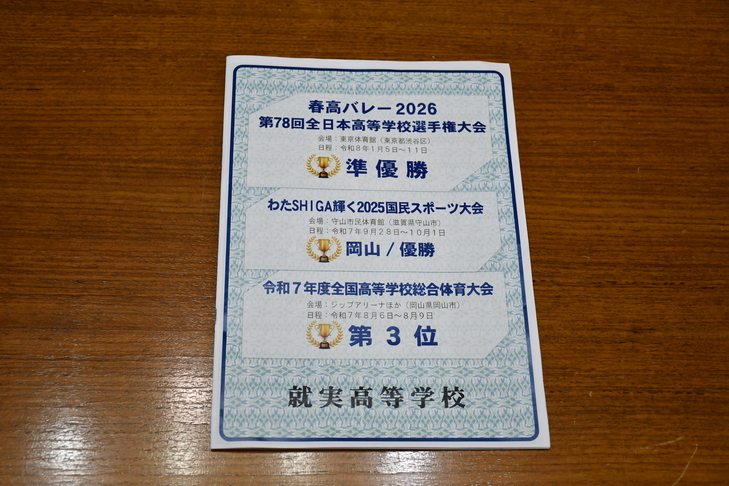 春高バレー2026
第78回全日本高等学校選手権大会
会場：東京体育館（東京都渋谷区）
日程：令和8年1月5日〜11日
準優勝
わたSHIGA輝く2025国民スポーツ大会
会場：守山市民体育館（滋賀県守山市）
日程：令和7年9月28日〜10月1日
岡山/優勝
令和7年度全国高等学校総合体育大会
会場：ジップアリーナほか（岡山県岡山市）
日程：令和7年8月6日〜8月9日
第3位
就実高等学校